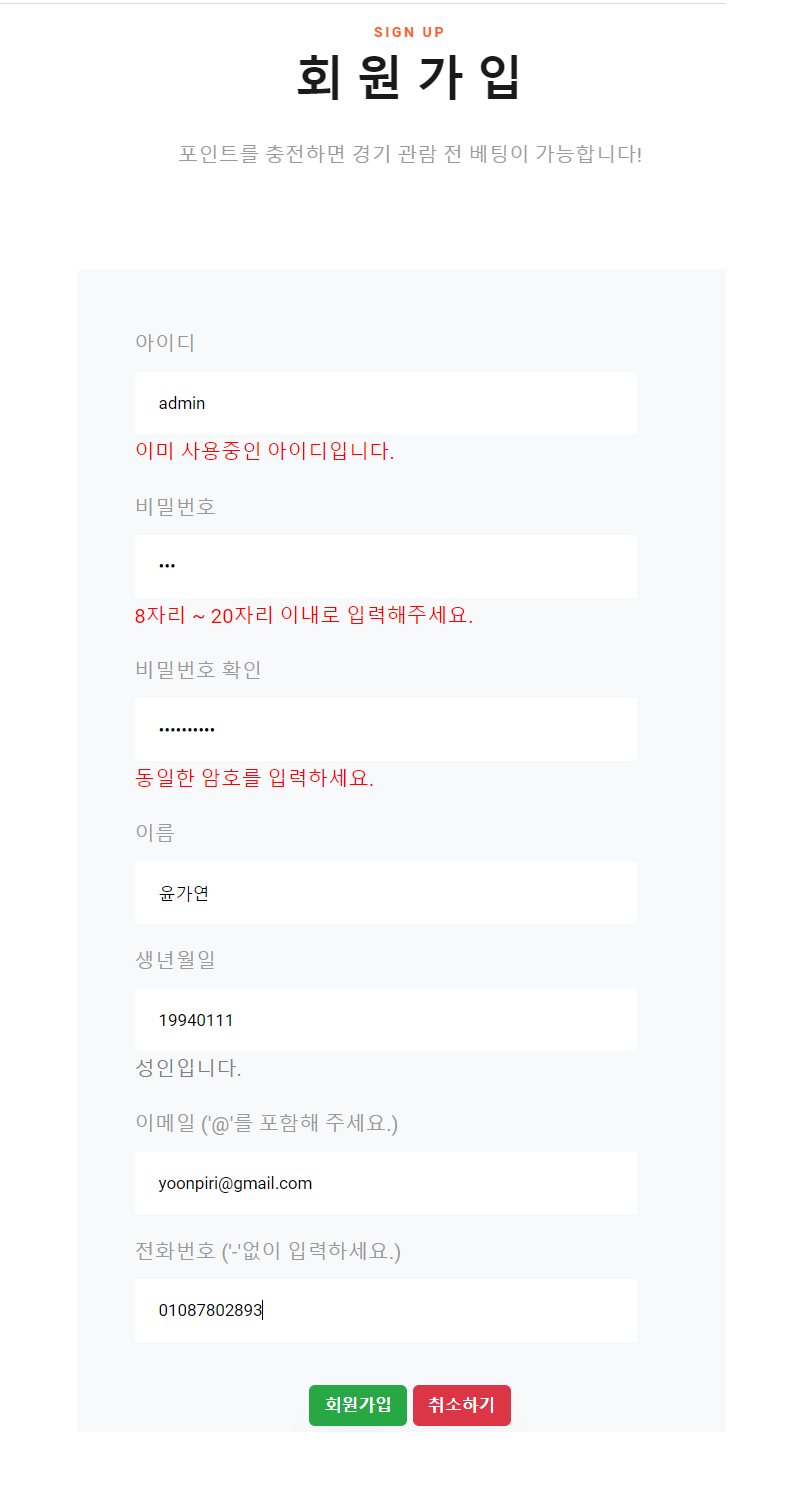 SIGN UP
회원가입
포인트를 충전하면 경기 관람 전 베팅이 가능합니다!
아이디
admin
이미 사용중인 아이디입니다.
비밀번호
•••
8자리 ~ 20자리 이내로 입력해주세요.
비밀번호 확인
••••••••••
동일한 암호를 입력하세요.
이름
윤가연
생년월일
19940111
성인입니다.
이메일 ('@'를 포함해 주세요.)
yoonpiri@gmail.com
전화번호 ('-'없이 입력하세요.)
01087802893
회원가입 취소하기